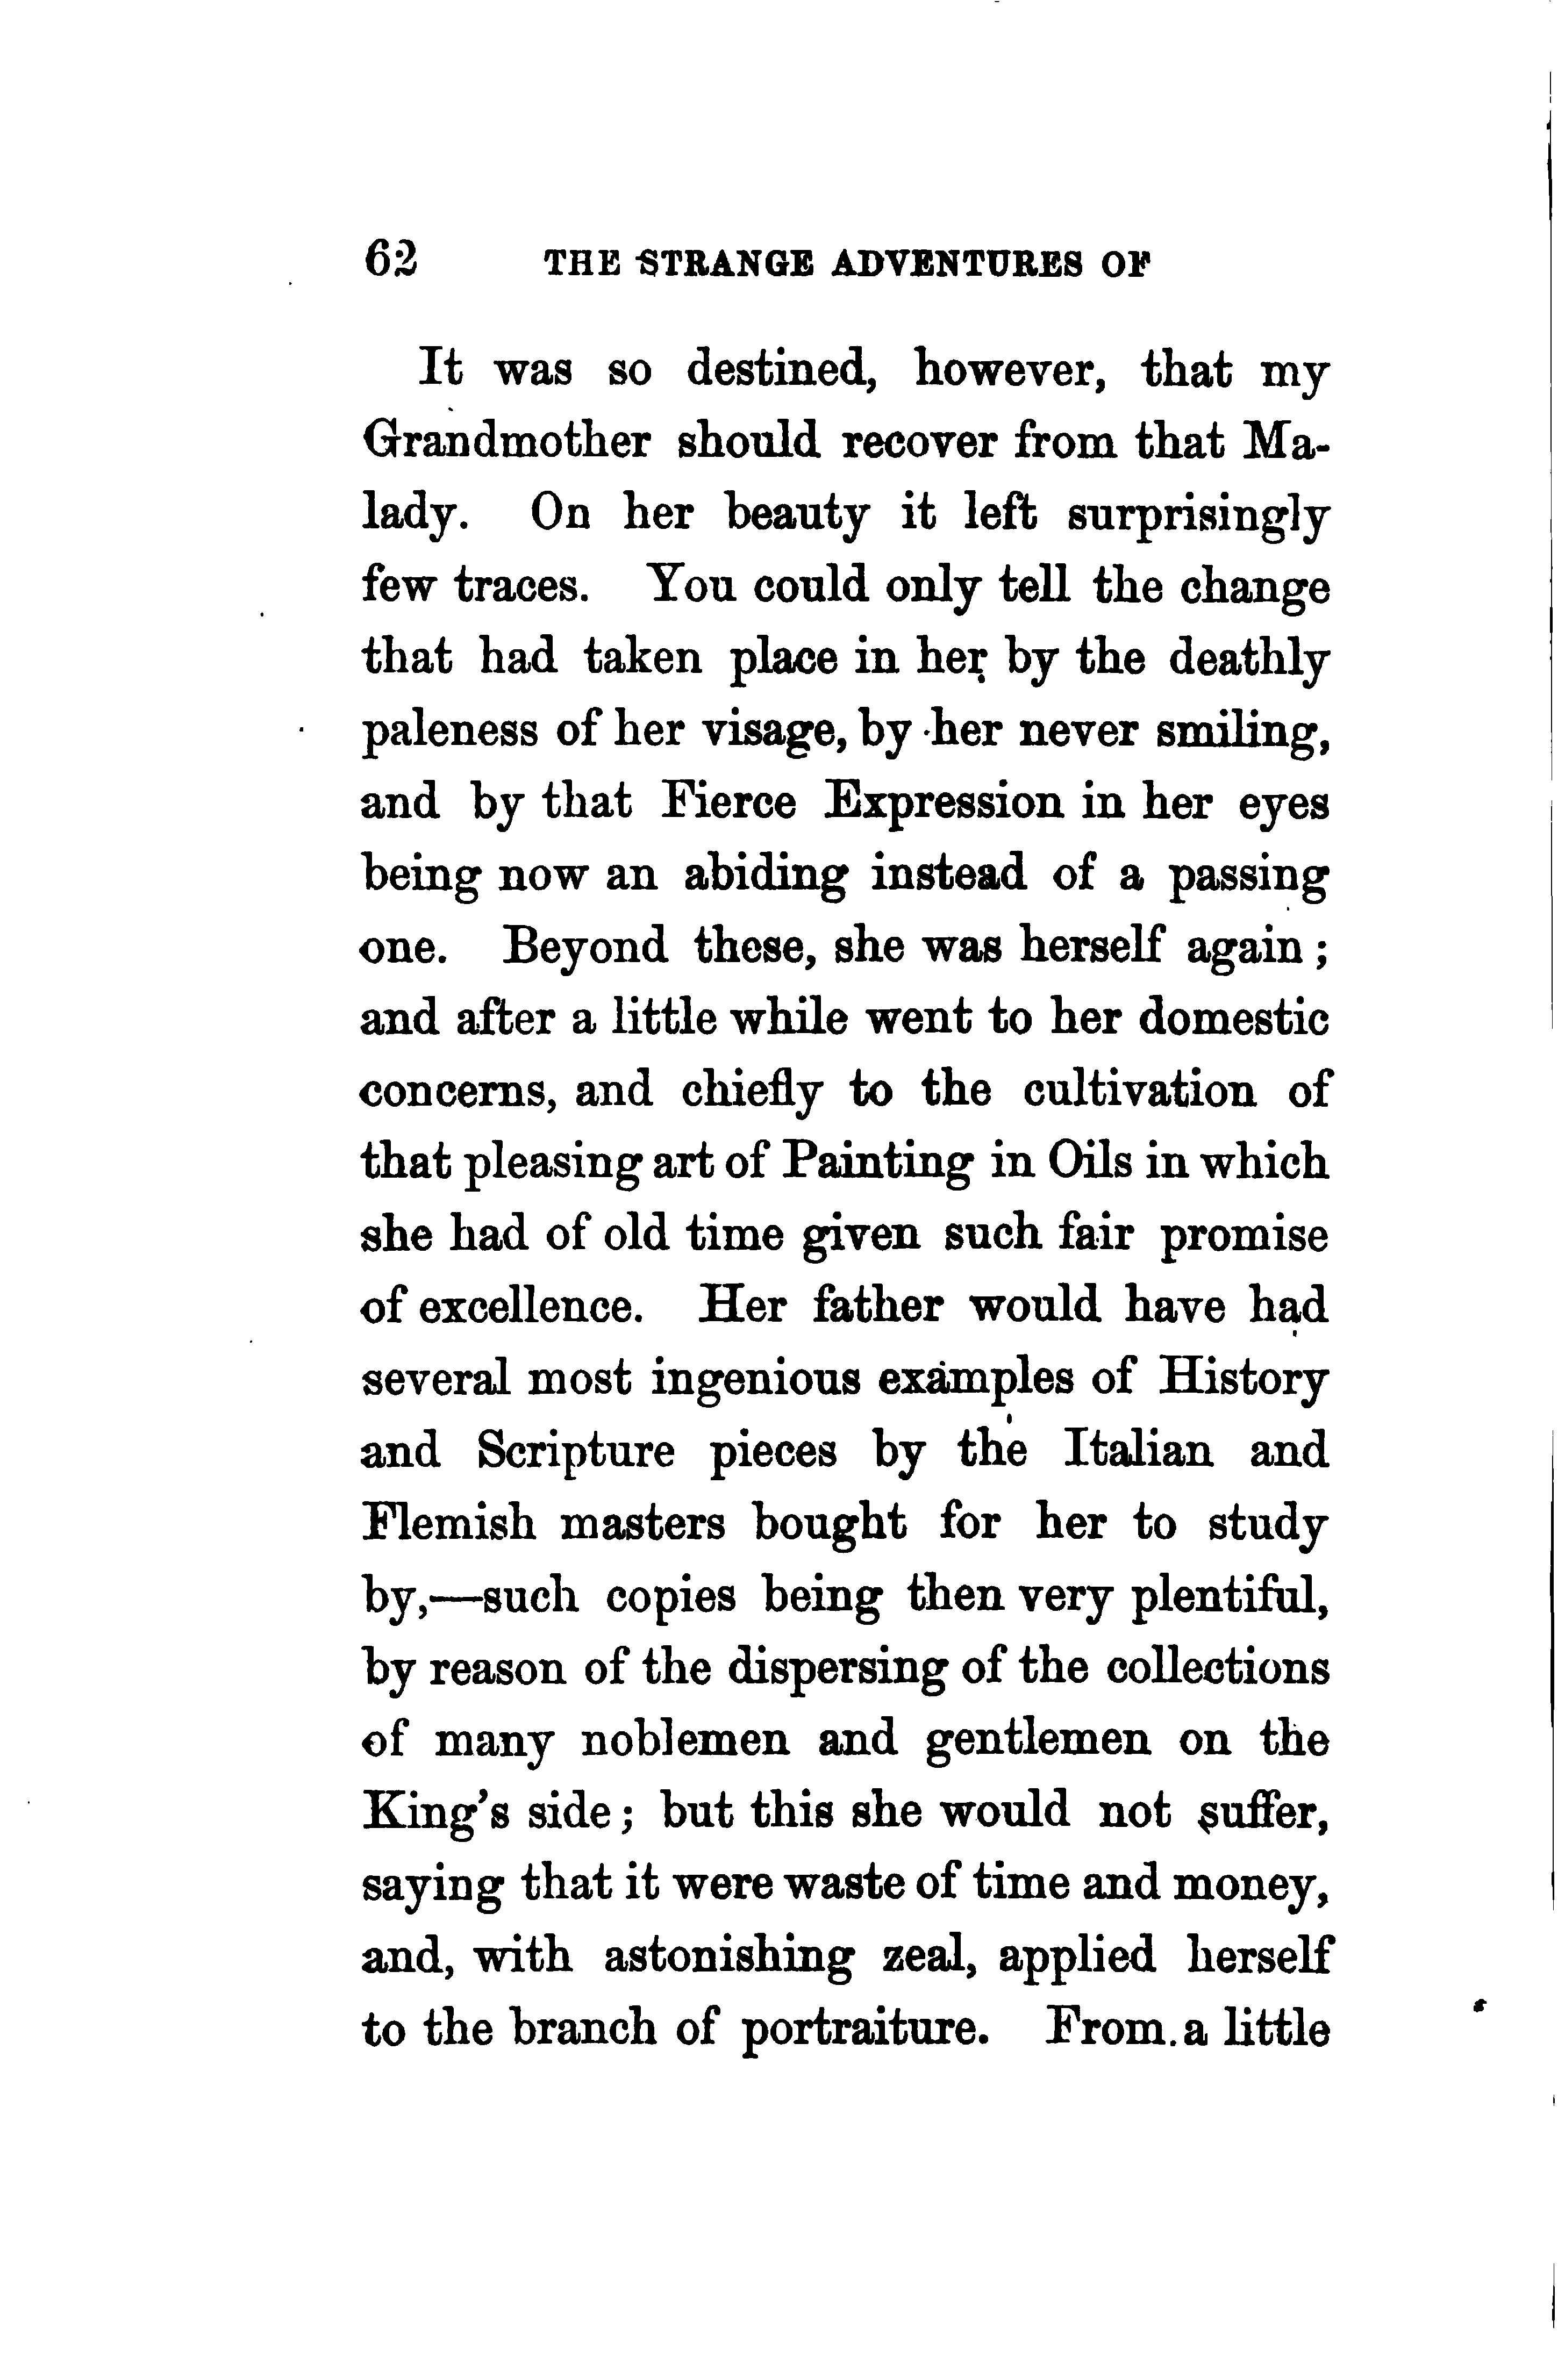 62 THE STRANGE ADVENTURES OF
It was so destined, however, that my
Grandmother should recover from that Ma-
lady. On her beauty it left surprisingly
few traces. You could only tell the change
that had taken place in her by the deathly
paleness of her visage, by her never smiling,
and by that Fierce Expression in her eyes
being now an abiding instead of a passing
one. Beyond these, she was herself again;
and after a little while went to her domestic
concerns, and chiefly to the cultivation of
that pleasing art of Painting in Oils in which
she had of old time given such fair promise
of excellence. Her father would have had
several most ingenious examples of History
and Scripture pieces by the Italian and
Flemish masters bought for her to study
by,—such copies being then very plentiful,
by reason of the dispersing of the collections
of many noblemen and gentlemen on the
King's side; but this she would not suffer,
saying that it were waste of time and money,
and, with astonishing zeal, applied herself
to the branch of portraiture. From a little